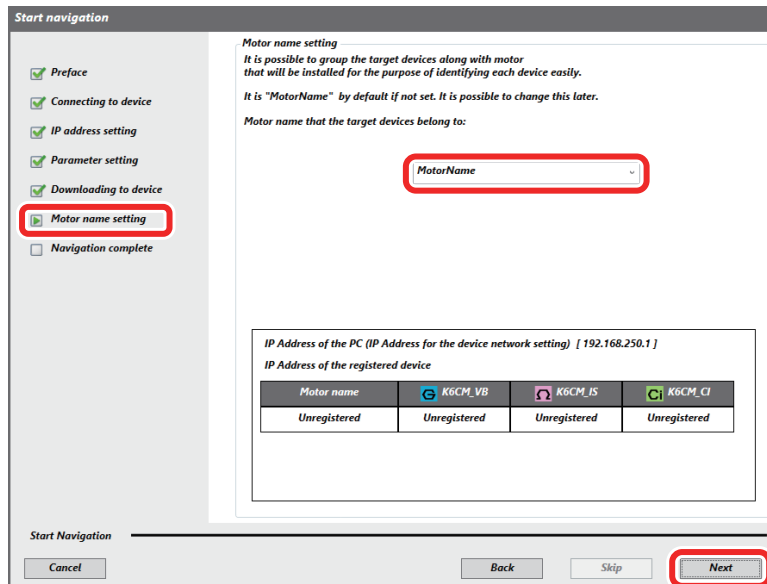 Start navigation
Preface
Connecting to device
IP address setting
Parameter setting
Downloading to device
Motor name setting
Navigation complete
Motor name setting
It is possible to group the target devices along with motor
that will be installed for the purpose of identifying each device easily.
It is "MotorName" by default if not set. It is possible to change this later.
Motor name that the target devices belong to:
MotorName
IP Address of the PC (IP Address for the device network setting) [ 192.168.250.1 ]
IP Address of the registered device
Motor name K6CM_VB Ω K6CM_IS Ci K6CM_CI
Unregistered Unregistered Unregistered Unregistered
Start Navigation
Cancel Back Skip Next